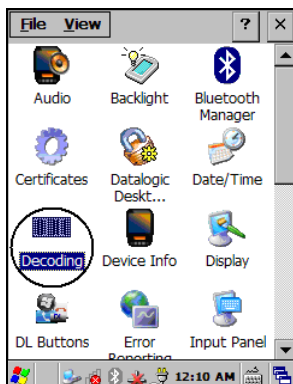 File View ? ×
Audio Backlight Bluetooth
Manager
Certificates Datalogic Date/Time
Deskt...
Decoding Device Info Display
DL Buttons Error Input Panel
Reporting
12:10 AM